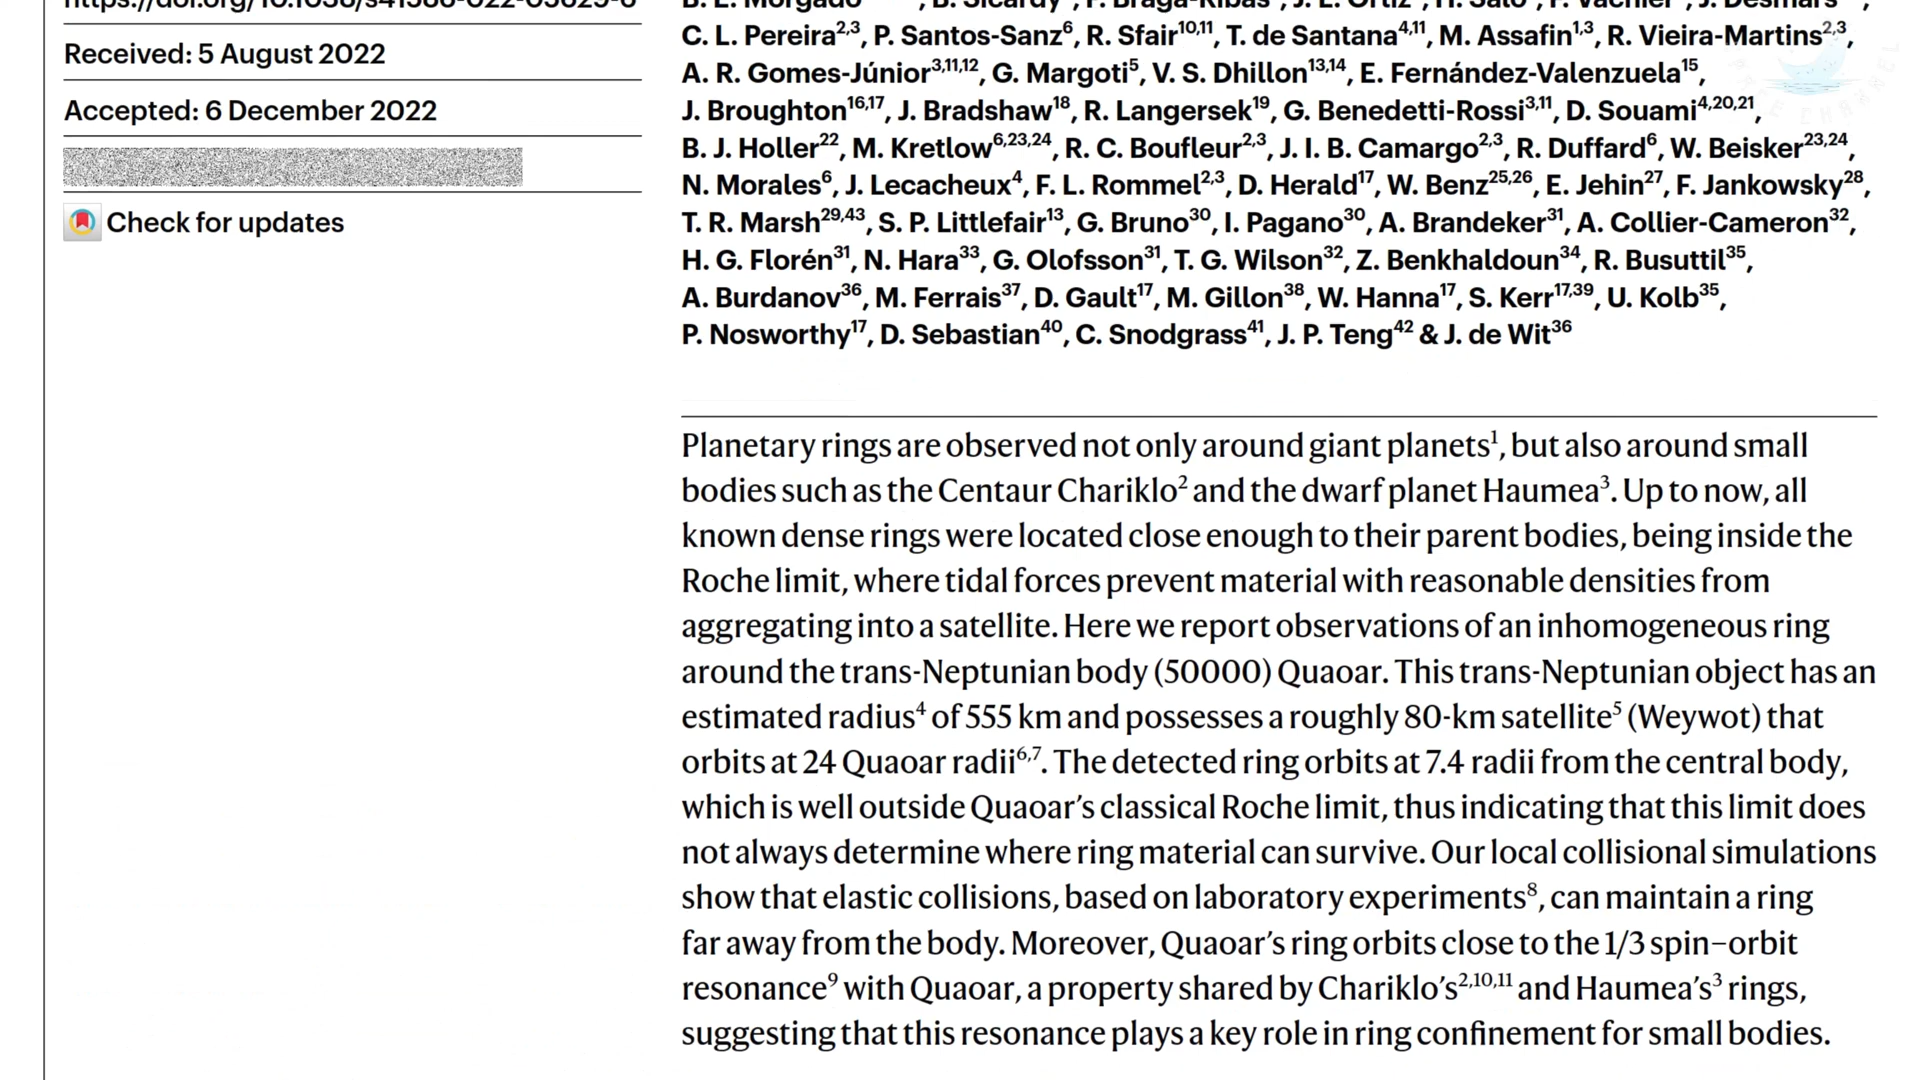 Received: 5 August 2022
Accepted: 6 December 2022
Check for updates
C. L. Pereira2,3, P. Santos-Sanz6, R. Sfair10,11, T. de Santana4,11, M. Assafin1,3, R. Vieira-Martins2,3,
A. R. Gomes-Júnior3,11,12, G. Margoti5, V. S. Dhillon13,14, E. Fernández-Valenzuela15,
J. Broughton16,17, J. Bradshaw18, R. Langersek19, G. Benedetti-Rossi3,11, D. Souami4,20,21,
B. J. Holler22, M. Kretlow6,23,24, R. C. Boufleur2,3, J. I. B. Camargo2,3, R. Duffard6, W. Beisker23,24,
N. Morales6, J. Lecacheux4, F. L. Rommel2,3, D. Herald17, W. Benz25,26, E. Jehin27, F. Jankowsky28,
T. R. Marsh29,43, S. P. Littlefair13, G. Bruno30, I. Pagano30, A. Brandeker31, A. Collier-Cameron32,
H. G. Florén31, N. Hara33, G. Olofsson31, T. G. Wilson32, Z. Benkhaldoun34, R. Busuttil35,
A. Burdanov36, M. Ferrais37, D. Gault17, M. Gillon38, W. Hanna17, S. Kerr17,39, U. Kolb35,
P. Nosworthy17, D. Sebastian40, C. Snodgrass41, J. P. Teng42 & J. de Wit36
Planetary rings are observed not only around giant planets1, but also around small
bodies such as the Centaur Chariklo2 and the dwarf planet Haumea3. Up to now, all
known dense rings were located close enough to their parent bodies, being inside the
Roche limit, where tidal forces prevent material with reasonable densities from
aggregating into a satellite. Here we report observations of an inhomogeneous ring
around the trans-Neptunian body (50000) Quaoar. This trans-Neptunian object has an
estimated radius4 of 555 km and possesses a roughly 80-km satellite5 (Weywot) that
orbits at 24 Quaoar radii6,7. The detected ring orbits at 7.4 radii from the central body,
which is well outside Quaoar’s classical Roche limit, thus indicating that this limit does
not always determine where ring material can survive. Our local collisional simulations
show that elastic collisions, based on laboratory experiments8, can maintain a ring
far away from the body. Moreover, Quaoar’s ring orbits close to the 1/3 spin–orbit
resonance9 with Quaoar, a property shared by Chariklo’s2,10,11 and Haumea’s3 rings,
suggesting that this resonance plays a key role in ring confinement for small bodies.